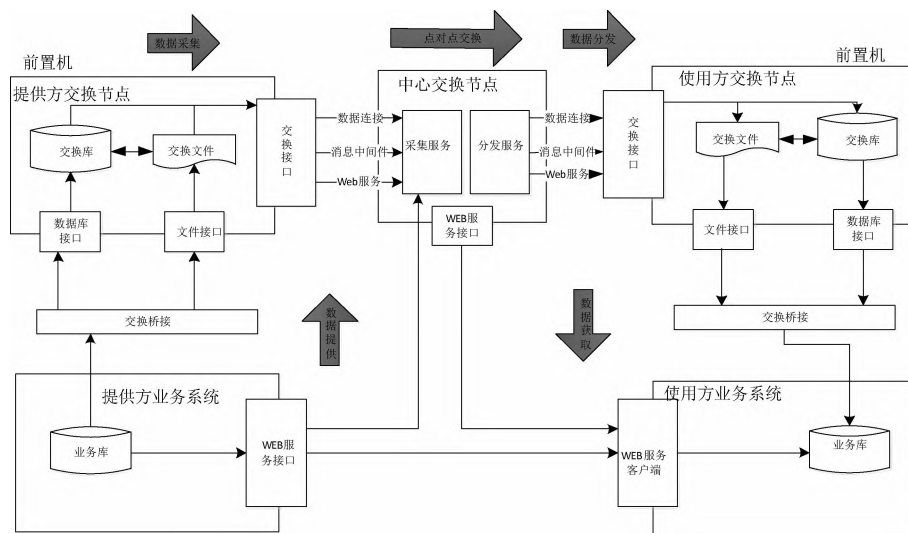 数据采集
点对点交换
数据分发
前置机
前置机
提供方交换节点
中心交换节点
使用方交换节点
交换库
交换文件
交换
接口
数据连接
消息中间件
Web服务
采集服务
分发服务
数据连接
消息中间件
Web服务
交换
接口
交换文件
交换库
数据库
接口
文件接口
WEB服
务接口
文件接口
数据库
接口
交换桥接
数据
提供
数据
获取
交换桥接
提供方业务系统
使用方业务系统
业务库
WEB服
务接口
WEB服务
客户端
业务库